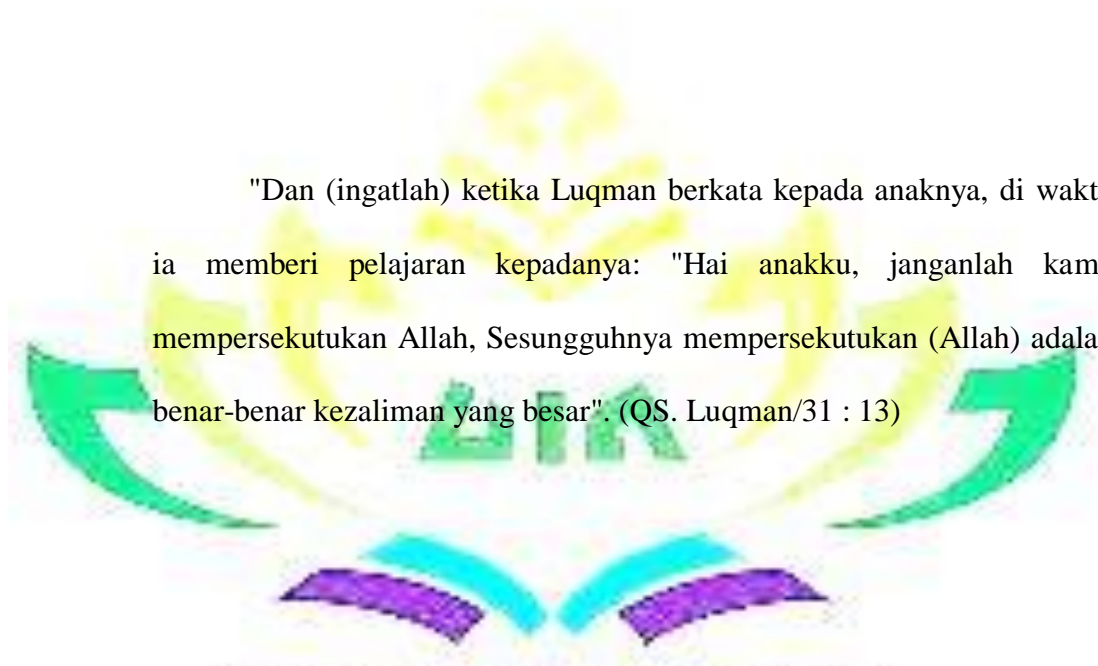 "Dan (ingatlah) ketika Luqman berkata kepada anaknya, di wakt
ia memberi pelajaran kepadanya: "Hai anakku, janganlah kam
mempersekutukan Allah, Sesungguhnya mempersekutukan (Allah) adala
benar-benar kezaliman yang besar". (QS. Luqman/31 : 13)